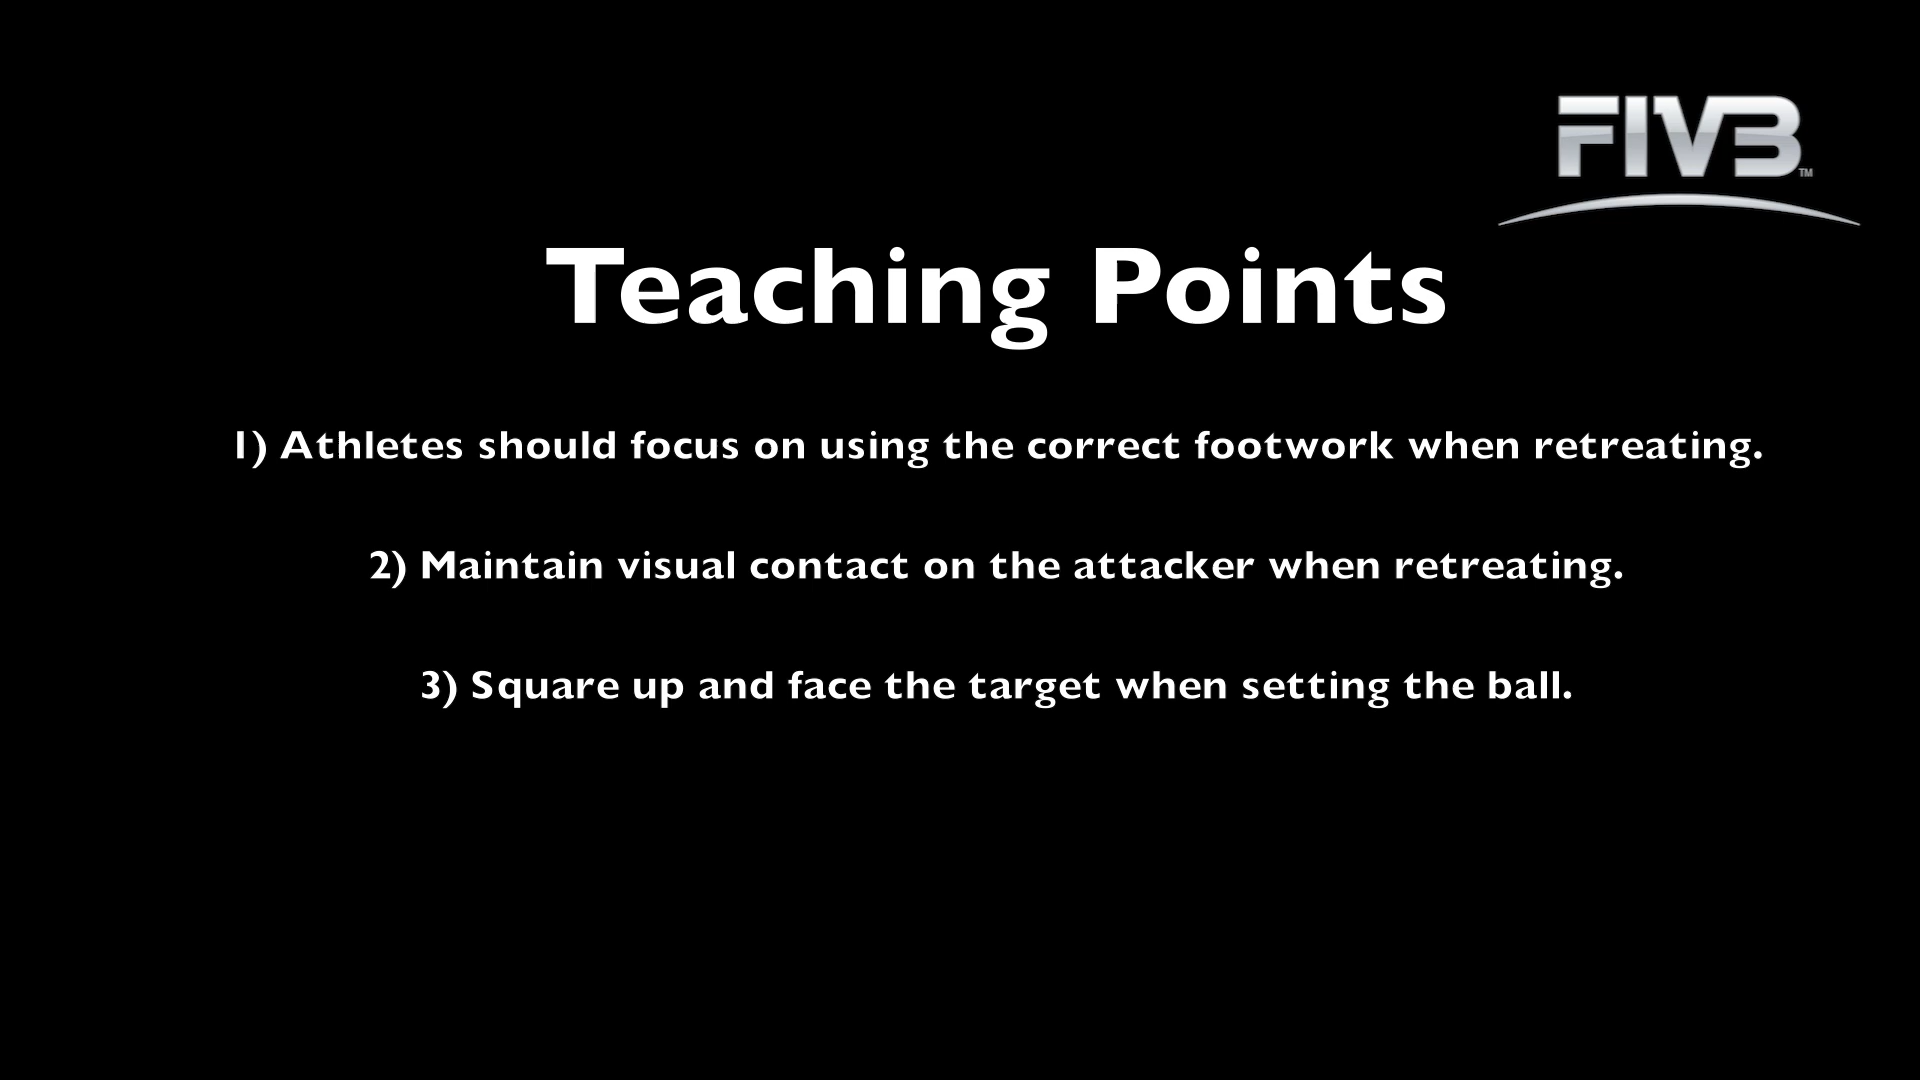 FIVB™
Teaching Points
1) Athletes should focus on using the correct footwork when retreating.
2) Maintain visual contact on the attacker when retreating.
3) Square up and face the target when setting the ball.